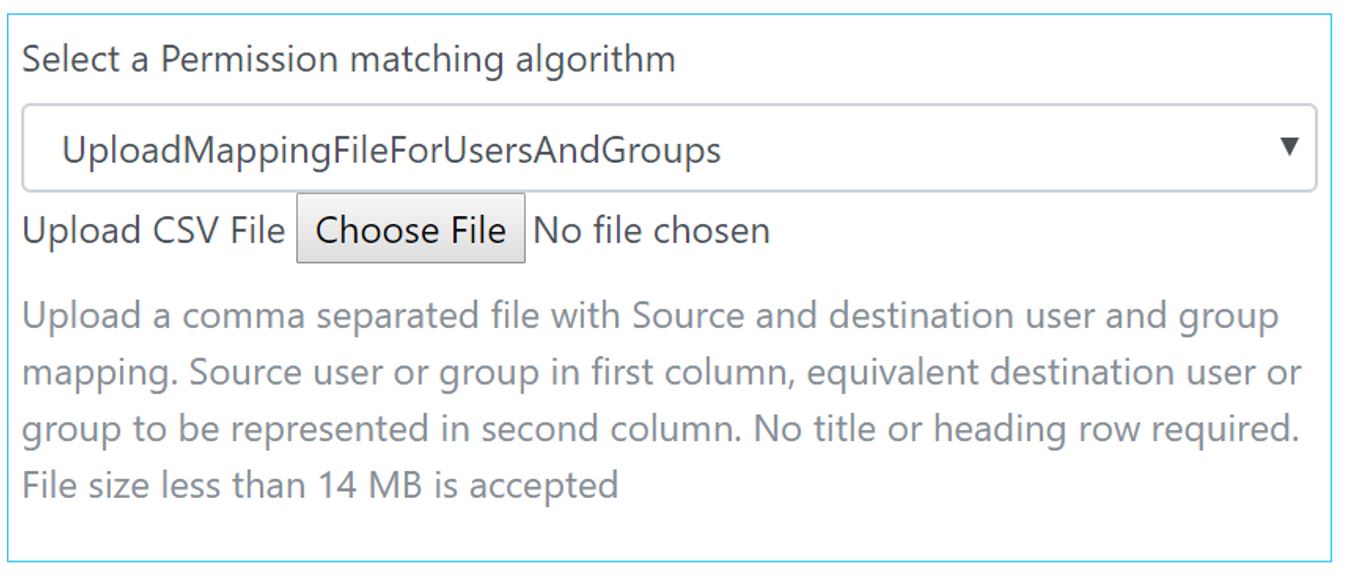 Select a Permission matching algorithm
UploadMappingFileForUsersAndGroups
Upload CSV File Choose File No file chosen
Upload a comma separated file with Source and destination user and group
mapping. Source user or group in first column, equivalent destination user or
group to be represented in second column. No title or heading row required.
File size less than 14 MB is accepted